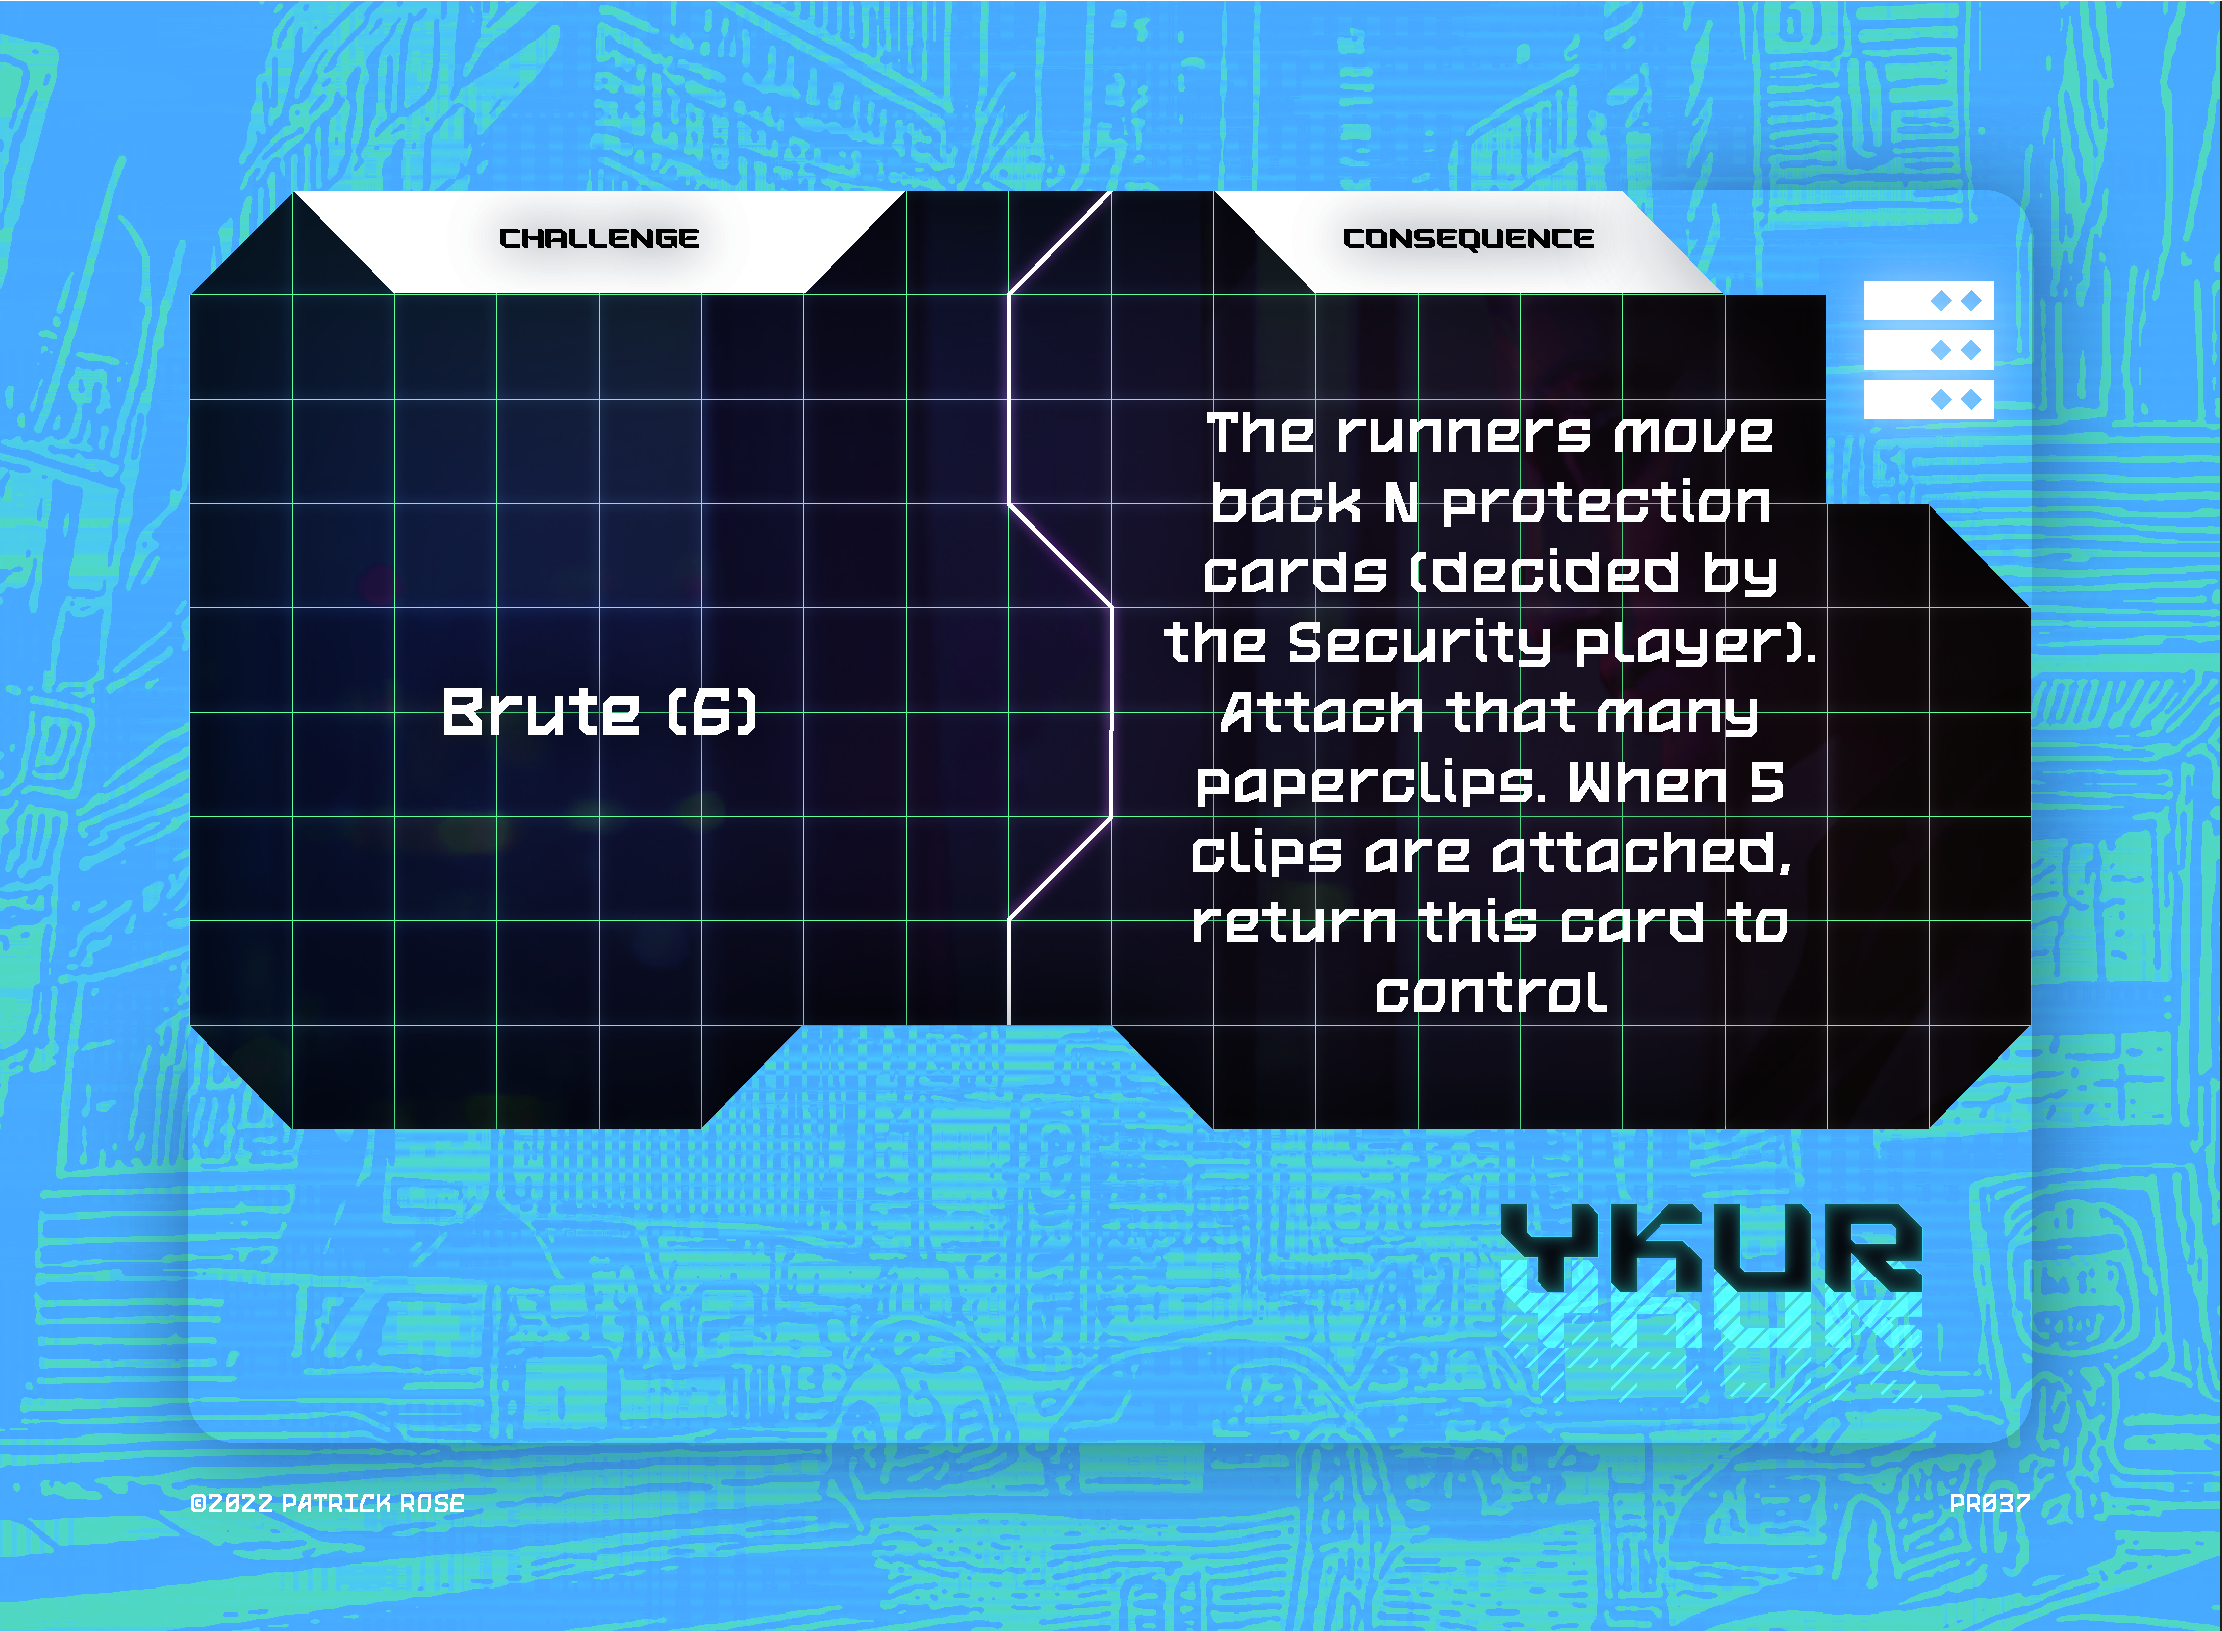 CHALLENGE
CONSEQUENCE
Brute (6)
The runners move
back N protection
cards (decided by
the Security player).
Attach that many
paperclips. When 5
clips are attached,
return this card to
control
YKUR
©2022 PATRICK ROSE
PR037